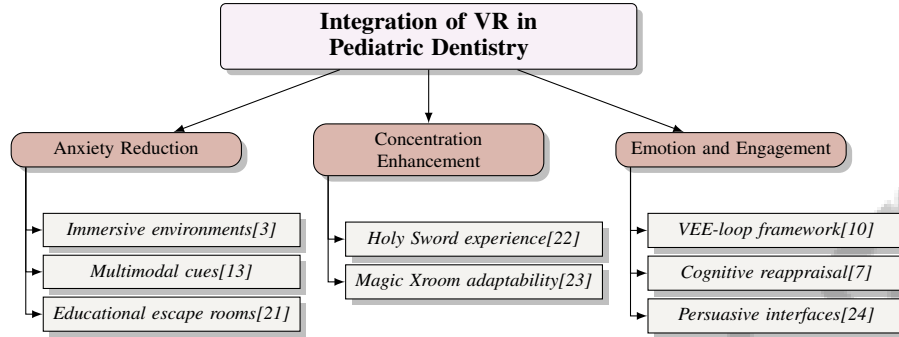 Integration of VR in
Pediatric Dentistry
Anxiety Reduction
Immersive environments[3]
Multimodal cues[13]
Educational escape rooms[21]
Concentration
Enhancement
Holy Sword experience[22]
Magic Xroom adaptability[23]
Emotion and Engagement
VEE-loop framework[10]
Cognitive reappraisal[7]
Persuasive interfaces[24]